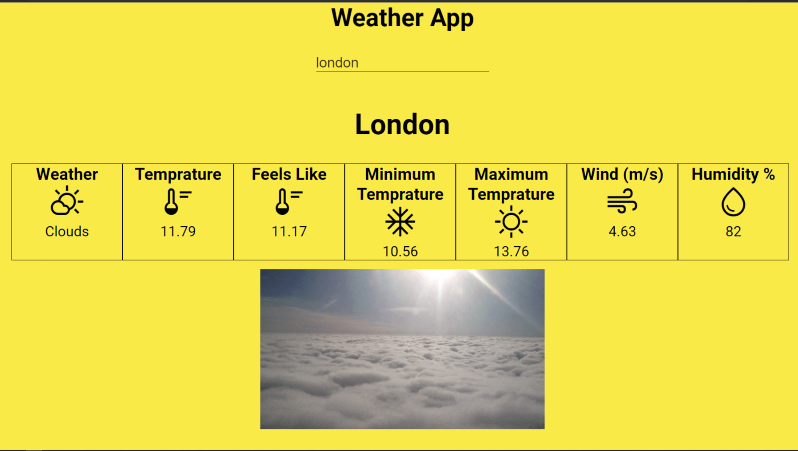 Weather App
london
London
Weather
Clouds
Temprature
11.79
Feels Like
11.17
Minimum
Temprature
10.56
Maximum
Temprature
13.76
Wind (m/s)
4.63
Humidity %
82